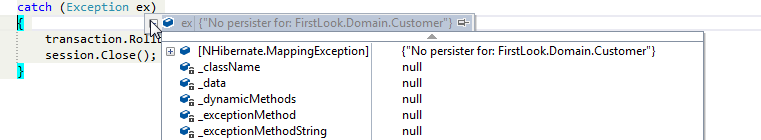 catch (Exception ex)
{ ex {"No persister for: FirstLook.Domain.Customer"}
transaction.Roll
[NHibernate.MappingException] {"No persister for: FirstLook.Domain.Customer"}
session.Close();
_className null
} _data null
_dynamicMethods null
_exceptionMethod null
_exceptionMethodString null